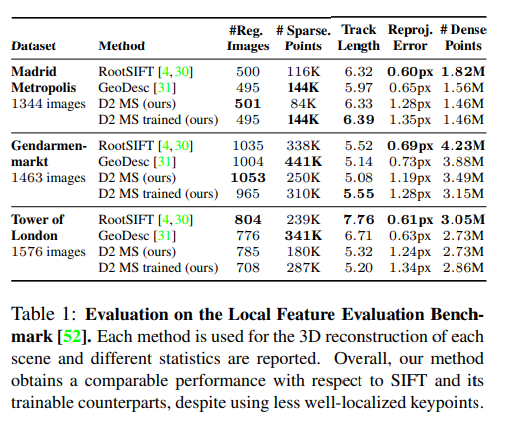 #Reg. # Sparse. Track Reproj. # Dense
Dataset Method Images Points Length Error Points
Madrid RootSIFT [4,30] 500 116K 6.32 0.60px 1.82M
Metropolis GeoDesc [31] 495 144K 5.97 0.65px 1.56M
1344 images D2 MS (ours) 501 84K 6.33 1.28px 1.46M
D2 MS trained (ours) 495 144K 6.39 1.35px 1.46M
Gendarmen- RootSIFT [4,30] 1035 338K 5.52 0.69px 4.23M
markt GeoDesc [31] 1004 441K 5.14 0.73px 3.88M
1463 images D2 MS (ours) 1053 250K 5.08 1.19px 3.49M
D2 MS trained (ours) 965 310K 5.55 1.28px 3.15M
Tower of RootSIFT [4,30] 804 239K 7.76 0.61px 3.05M
London GeoDesc [31] 776 341K 6.71 0.63px 2.73M
1576 images D2 MS (ours) 785 180K 5.32 1.24px 2.73M
D2 MS trained (ours) 708 287K 5.20 1.34px 2.86M
Table 1: Evaluation on the Local Feature Evaluation Bench-
mark [52]. Each method is used for the 3D reconstruction of each
scene and different statistics are reported. Overall, our method
obtains a comparable performance with respect to SIFT and its
trainable counterparts, despite using less well-localized keypoints.